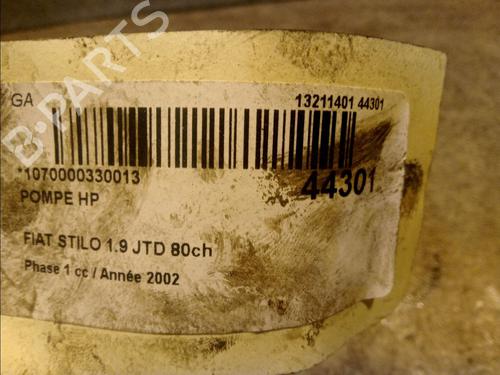 GA
13211401 44301
*1070000330013
44301
POMPE HP
FIAT STILO 1.9 JTD 80ch
Phase 1 cc / Année 2002
B-PARTS